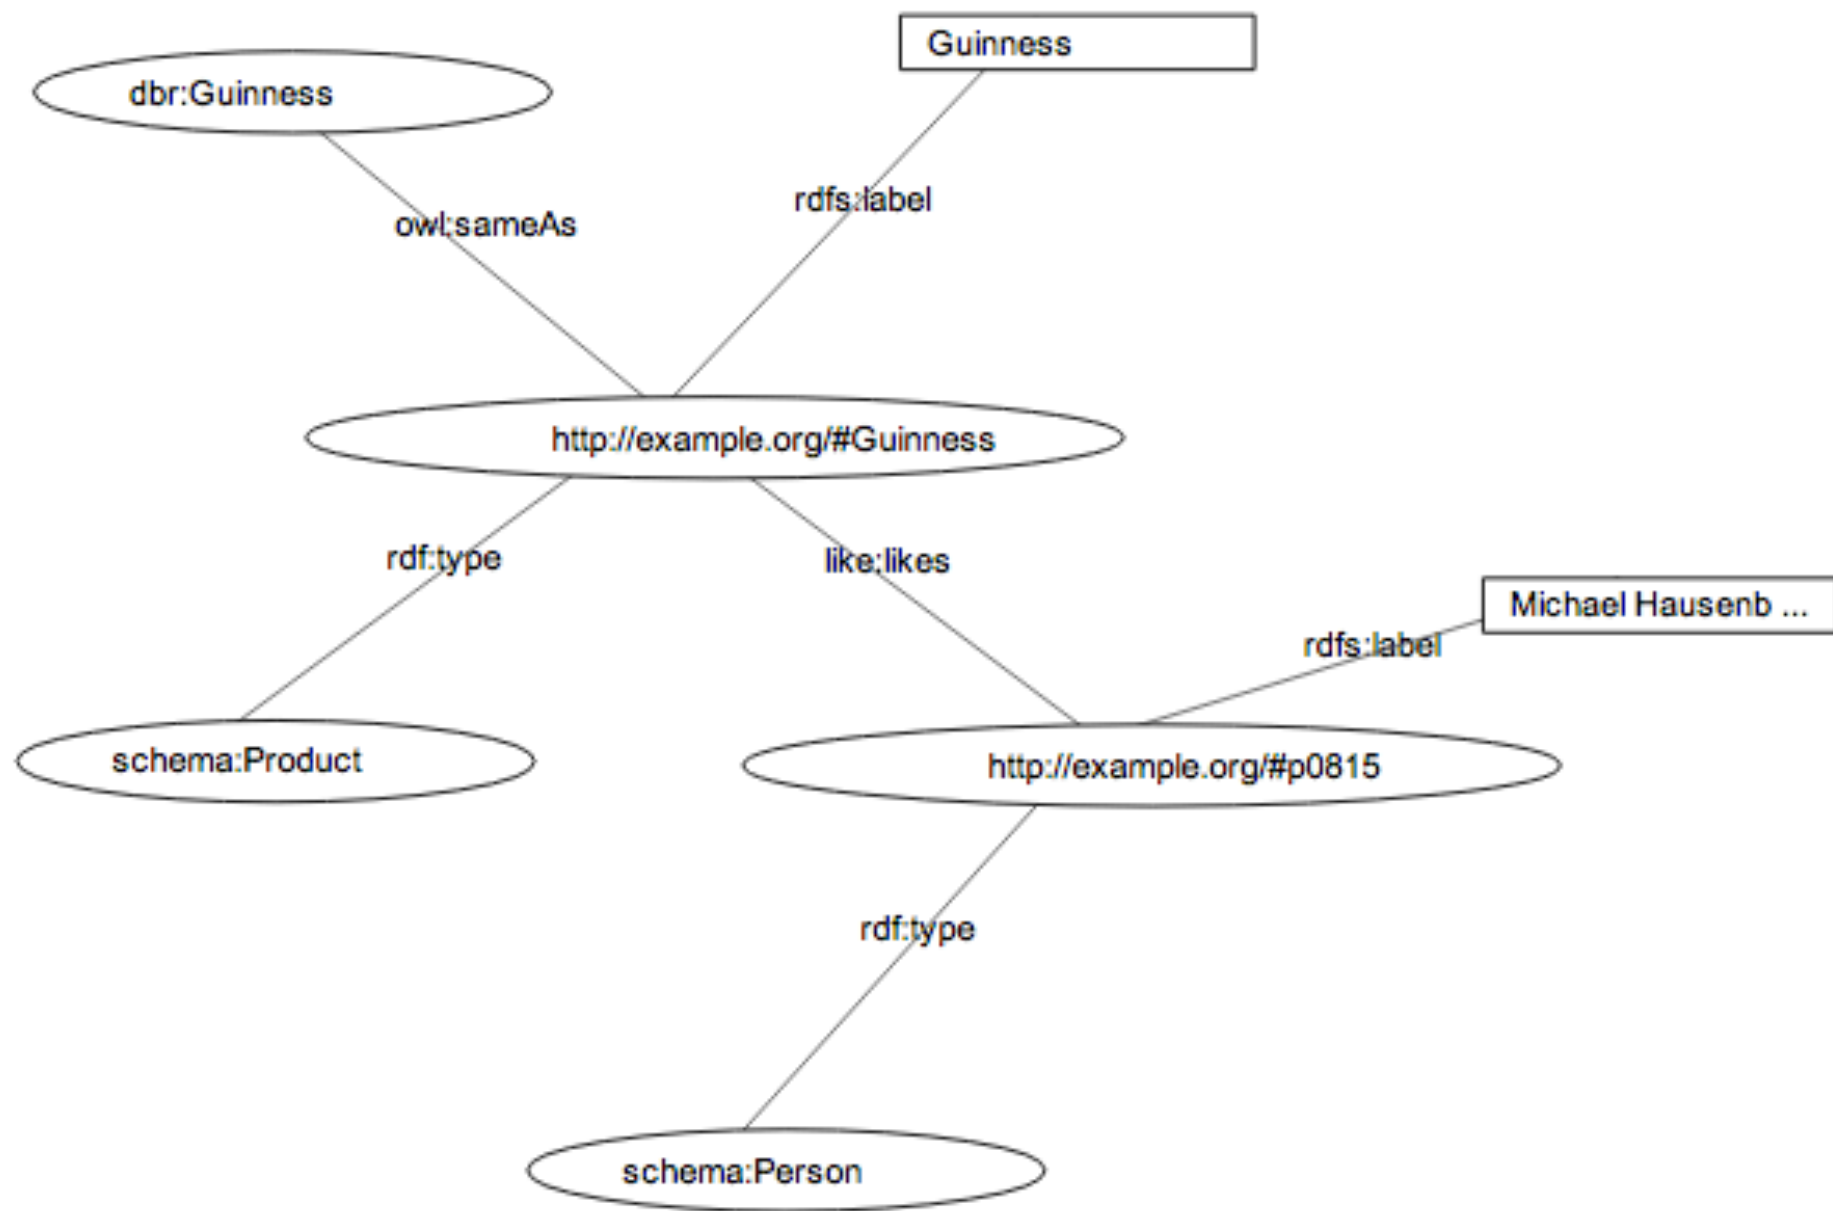 Guinness
dbr:Guinness
rdfs:label
owl:sameAs
http://example.org/#Guinness
rdf:type
like:likes
Michael Hausenb ...
rdfs:label
schema:Product
http://example.org/#p0815
rdf:type
schema:Person